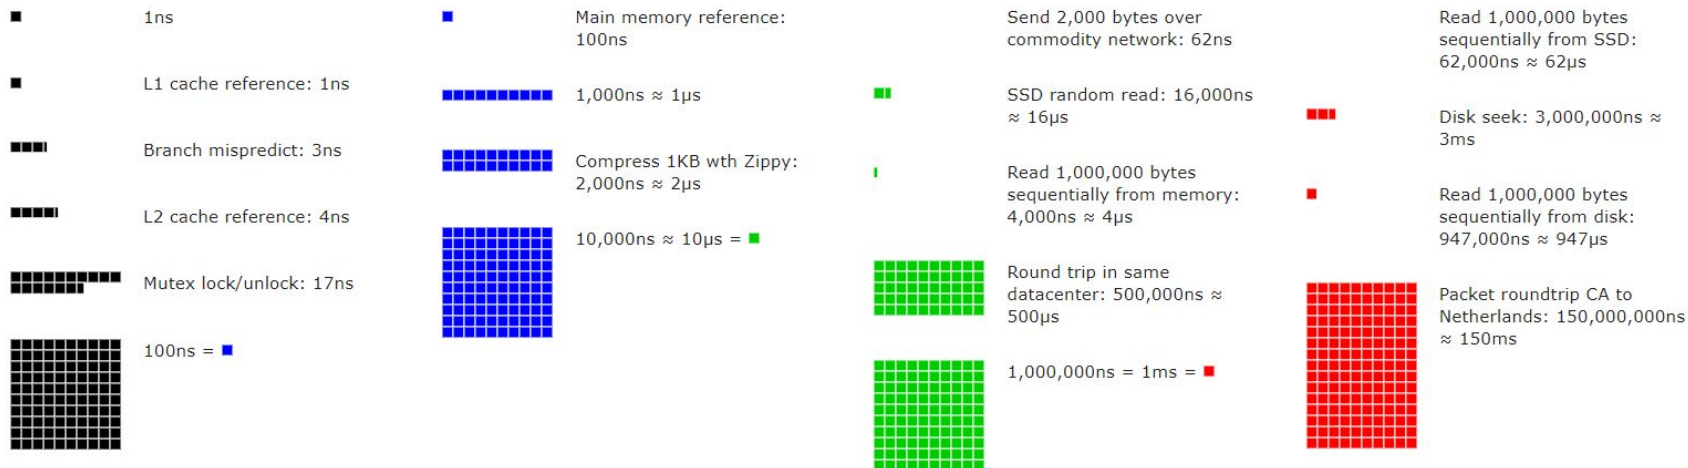 1ns
L1 cache reference: 1ns
Branch mispredict: 3ns
L2 cache reference: 4ns
Mutex lock/unlock: 17ns
100ns =
Main memory reference:
100ns
1,000ns ≈ 1μs
Compress 1KB wth Zippy:
2,000ns ≈ 2μs
10,000ns ≈ 10μs =
Send 2,000 bytes over
commodity network: 62ns
SSD random read: 16,000ns
≈ 16μs
Read 1,000,000 bytes
sequentially from memory:
4,000ns ≈ 4μs
Round trip in same
datacenter: 500,000ns ≈
500μs
1,000,000ns = 1ms =
Read 1,000,000 bytes
sequentially from SSD:
62,000ns ≈ 62μs
Disk seek: 3,000,000ns ≈
3ms
Read 1,000,000 bytes
sequentially from disk:
947,000ns ≈ 947μs
Packet roundtrip CA to
Netherlands: 150,000,000ns
≈ 150ms